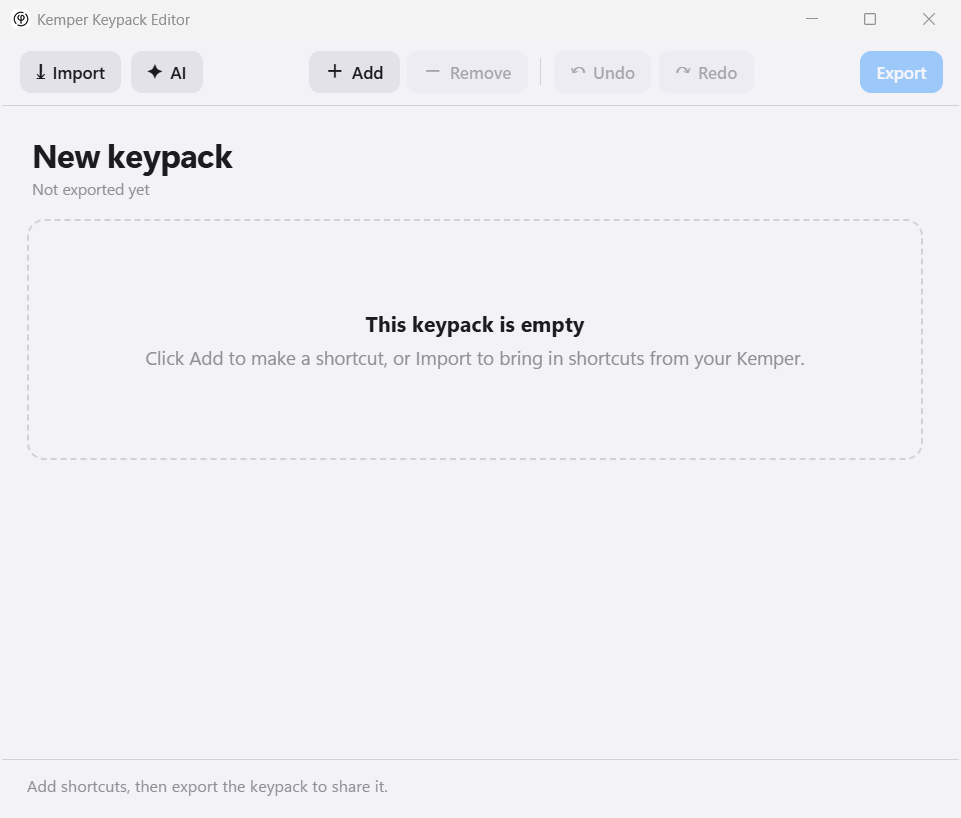 Kemper Keypack Editor
Import
AI
Add
Remove
Undo
Redo
Export
New keypack
Not exported yet
This keypack is empty
Click Add to make a shortcut, or Import to bring in shortcuts from your Kemper.
Add shortcuts, then export the keypack to share it.